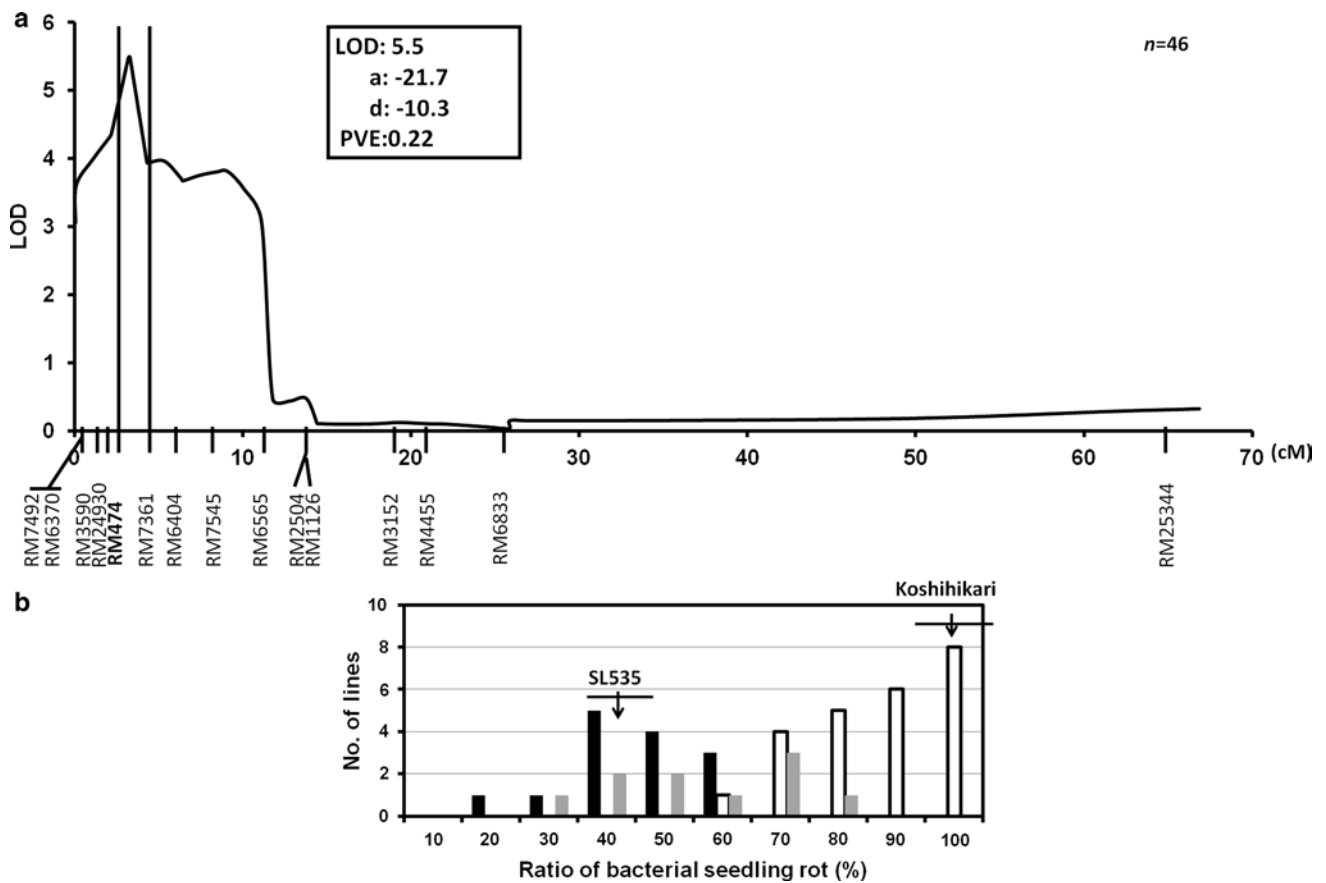 a
6
5
4
3
2
1
0
LOD
LOD: 5.5
a: -21.7
d: -10.3
PVE:0.22
n=46
0 10 20 30 40 50 60 70 (cM)
RM7492
RM6370
RM3590
RM24930
RM474
RM7361
RM6404
RM7545
RM6565
RM2504
RM1126
RM3152
RM4455
RM6833
RM25344
b
Koshihikari
SL535
10
8
6
4
2
0
No. of lines
10 20 30 40 50 60 70 80 90 100
Ratio of bacterial seedling rot (%)